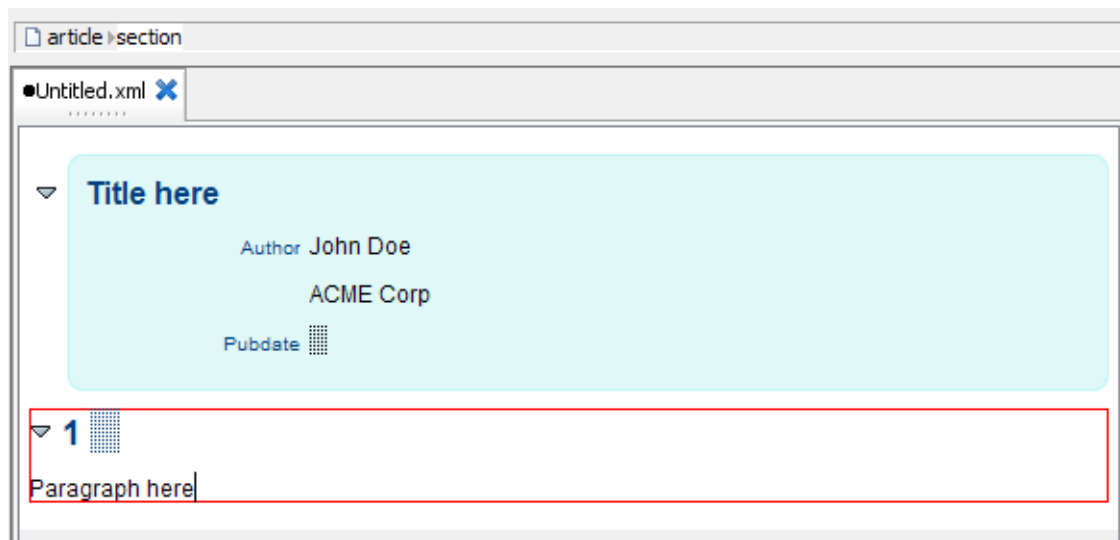 article section
Untitled.xml
Title here
Author John Doe
ACME Corp
Pubdate
1
Paragraph here